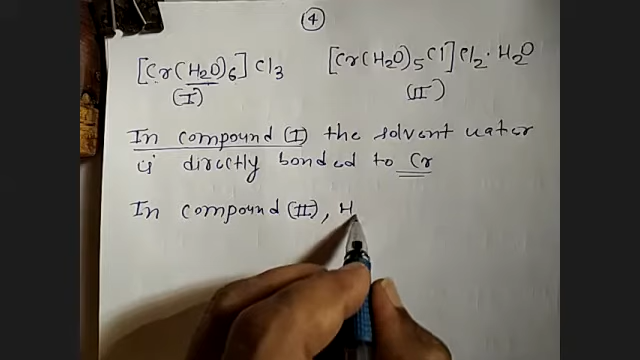 4
[Cr(H₂O)₆]Cl₃ [Cr(H₂O)₅Cl]Cl₂·H₂O
(I) (II)
In compound (I) the solvent water
is directly bonded to Cr
In compound (II), H